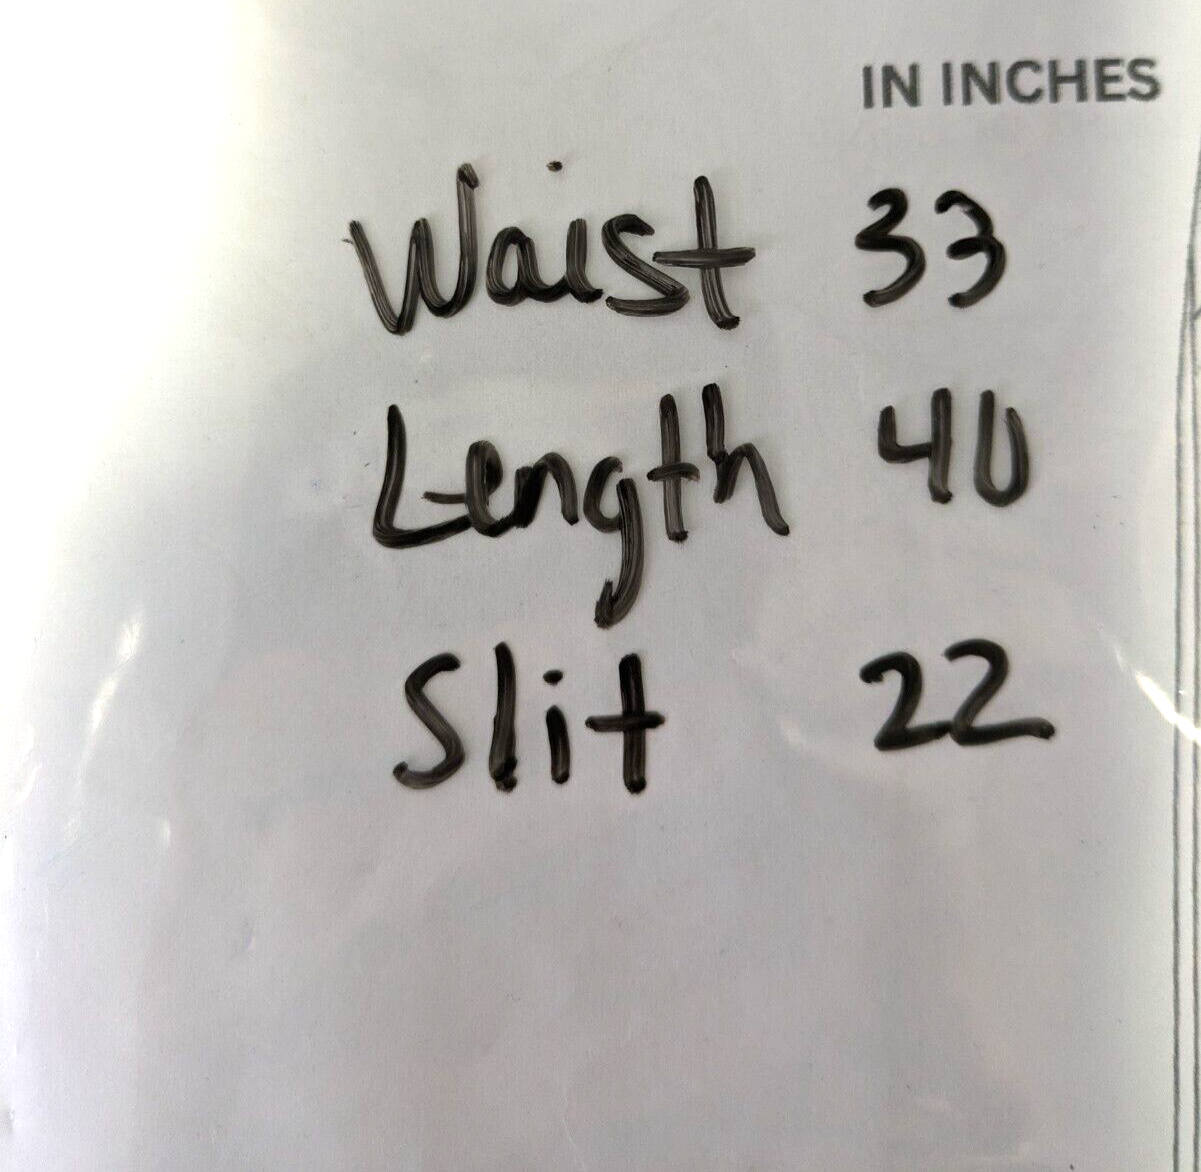 IN INCHES
Waist 33
Length 40
Slit 22